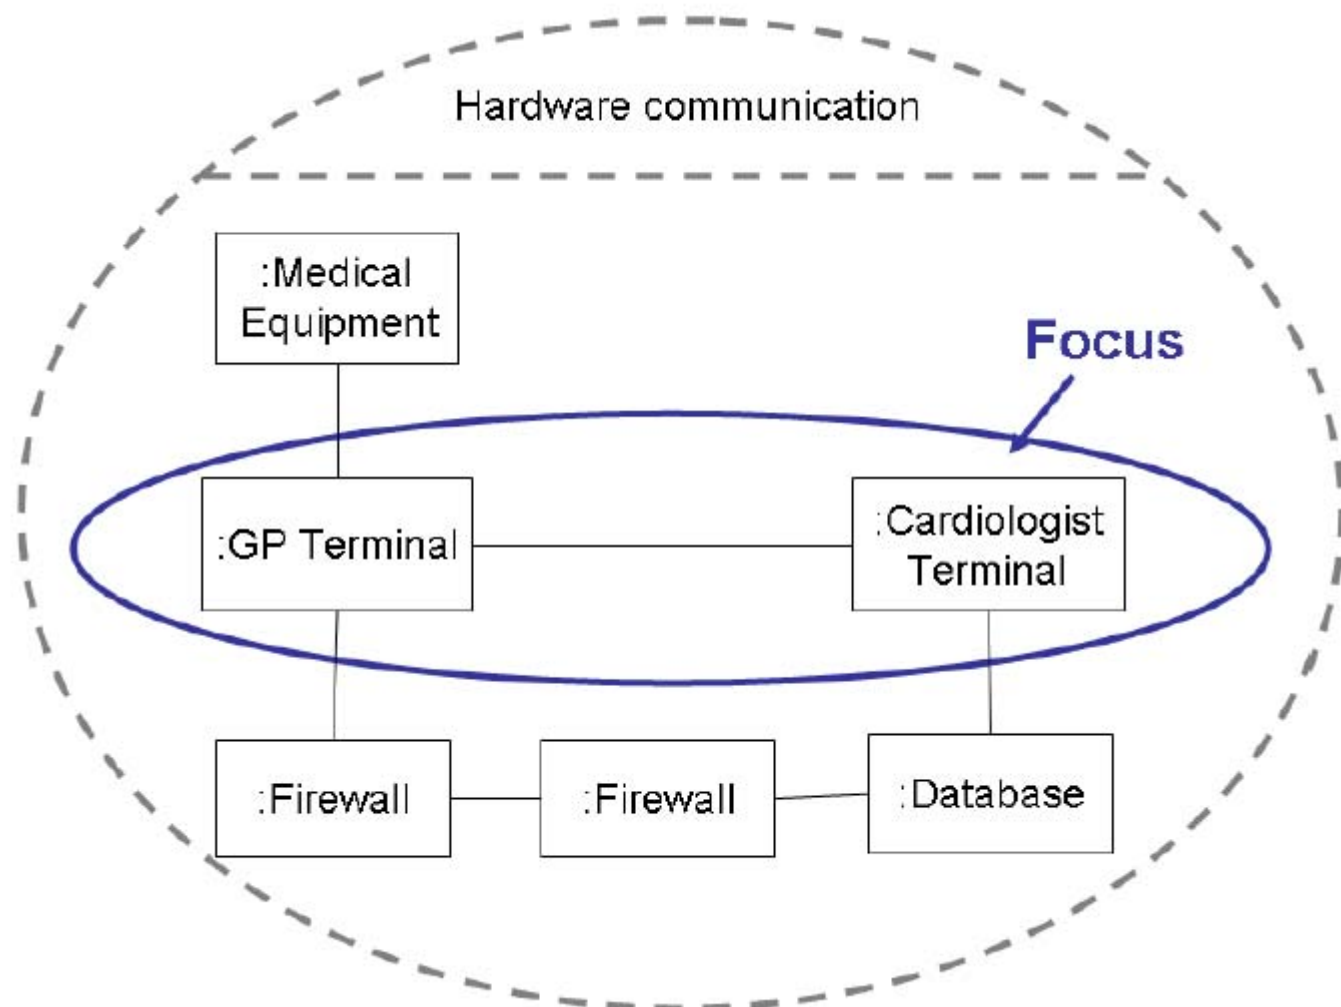 Hardware communication
:Medical
Equipment
Focus
:GP Terminal
:Cardiologist
Terminal
:Firewall
:Firewall
:Database